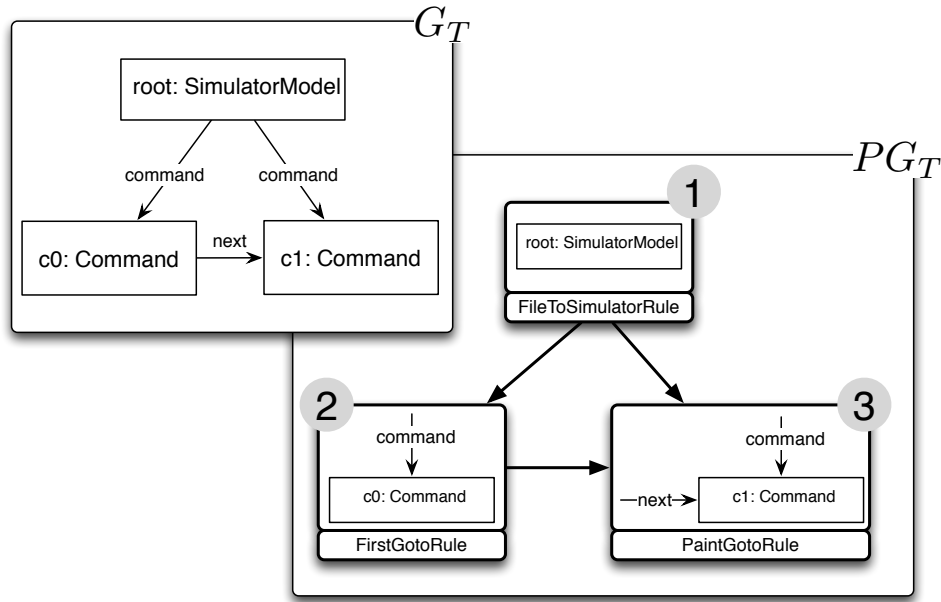 G_T
root: SimulatorModel
command command
c0: Command
next
c1: Command
PG_T
1
root: SimulatorModel
FileToSimulatorRule
2
command
c0: Command
FirstGotoRule
3
command
next
c1: Command
PaintGotoRule